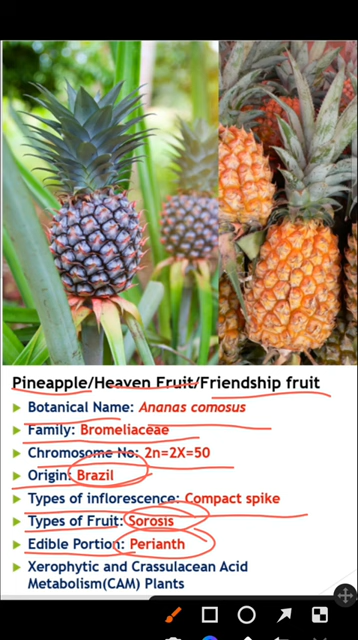 Pineapple/Heaven Fruit/Friendship fruit
Botanical Name: Ananas comosus
Family: Bromeliaceae
Chromosome No: 2n=2X=50
Origin: Brazil
Types of inflorescence: Compact spike
Types of Fruit: Sorosis
Edible Portion: Perianth
Xerophytic and Crassulacean Acid
Metabolism(CAM) Plants